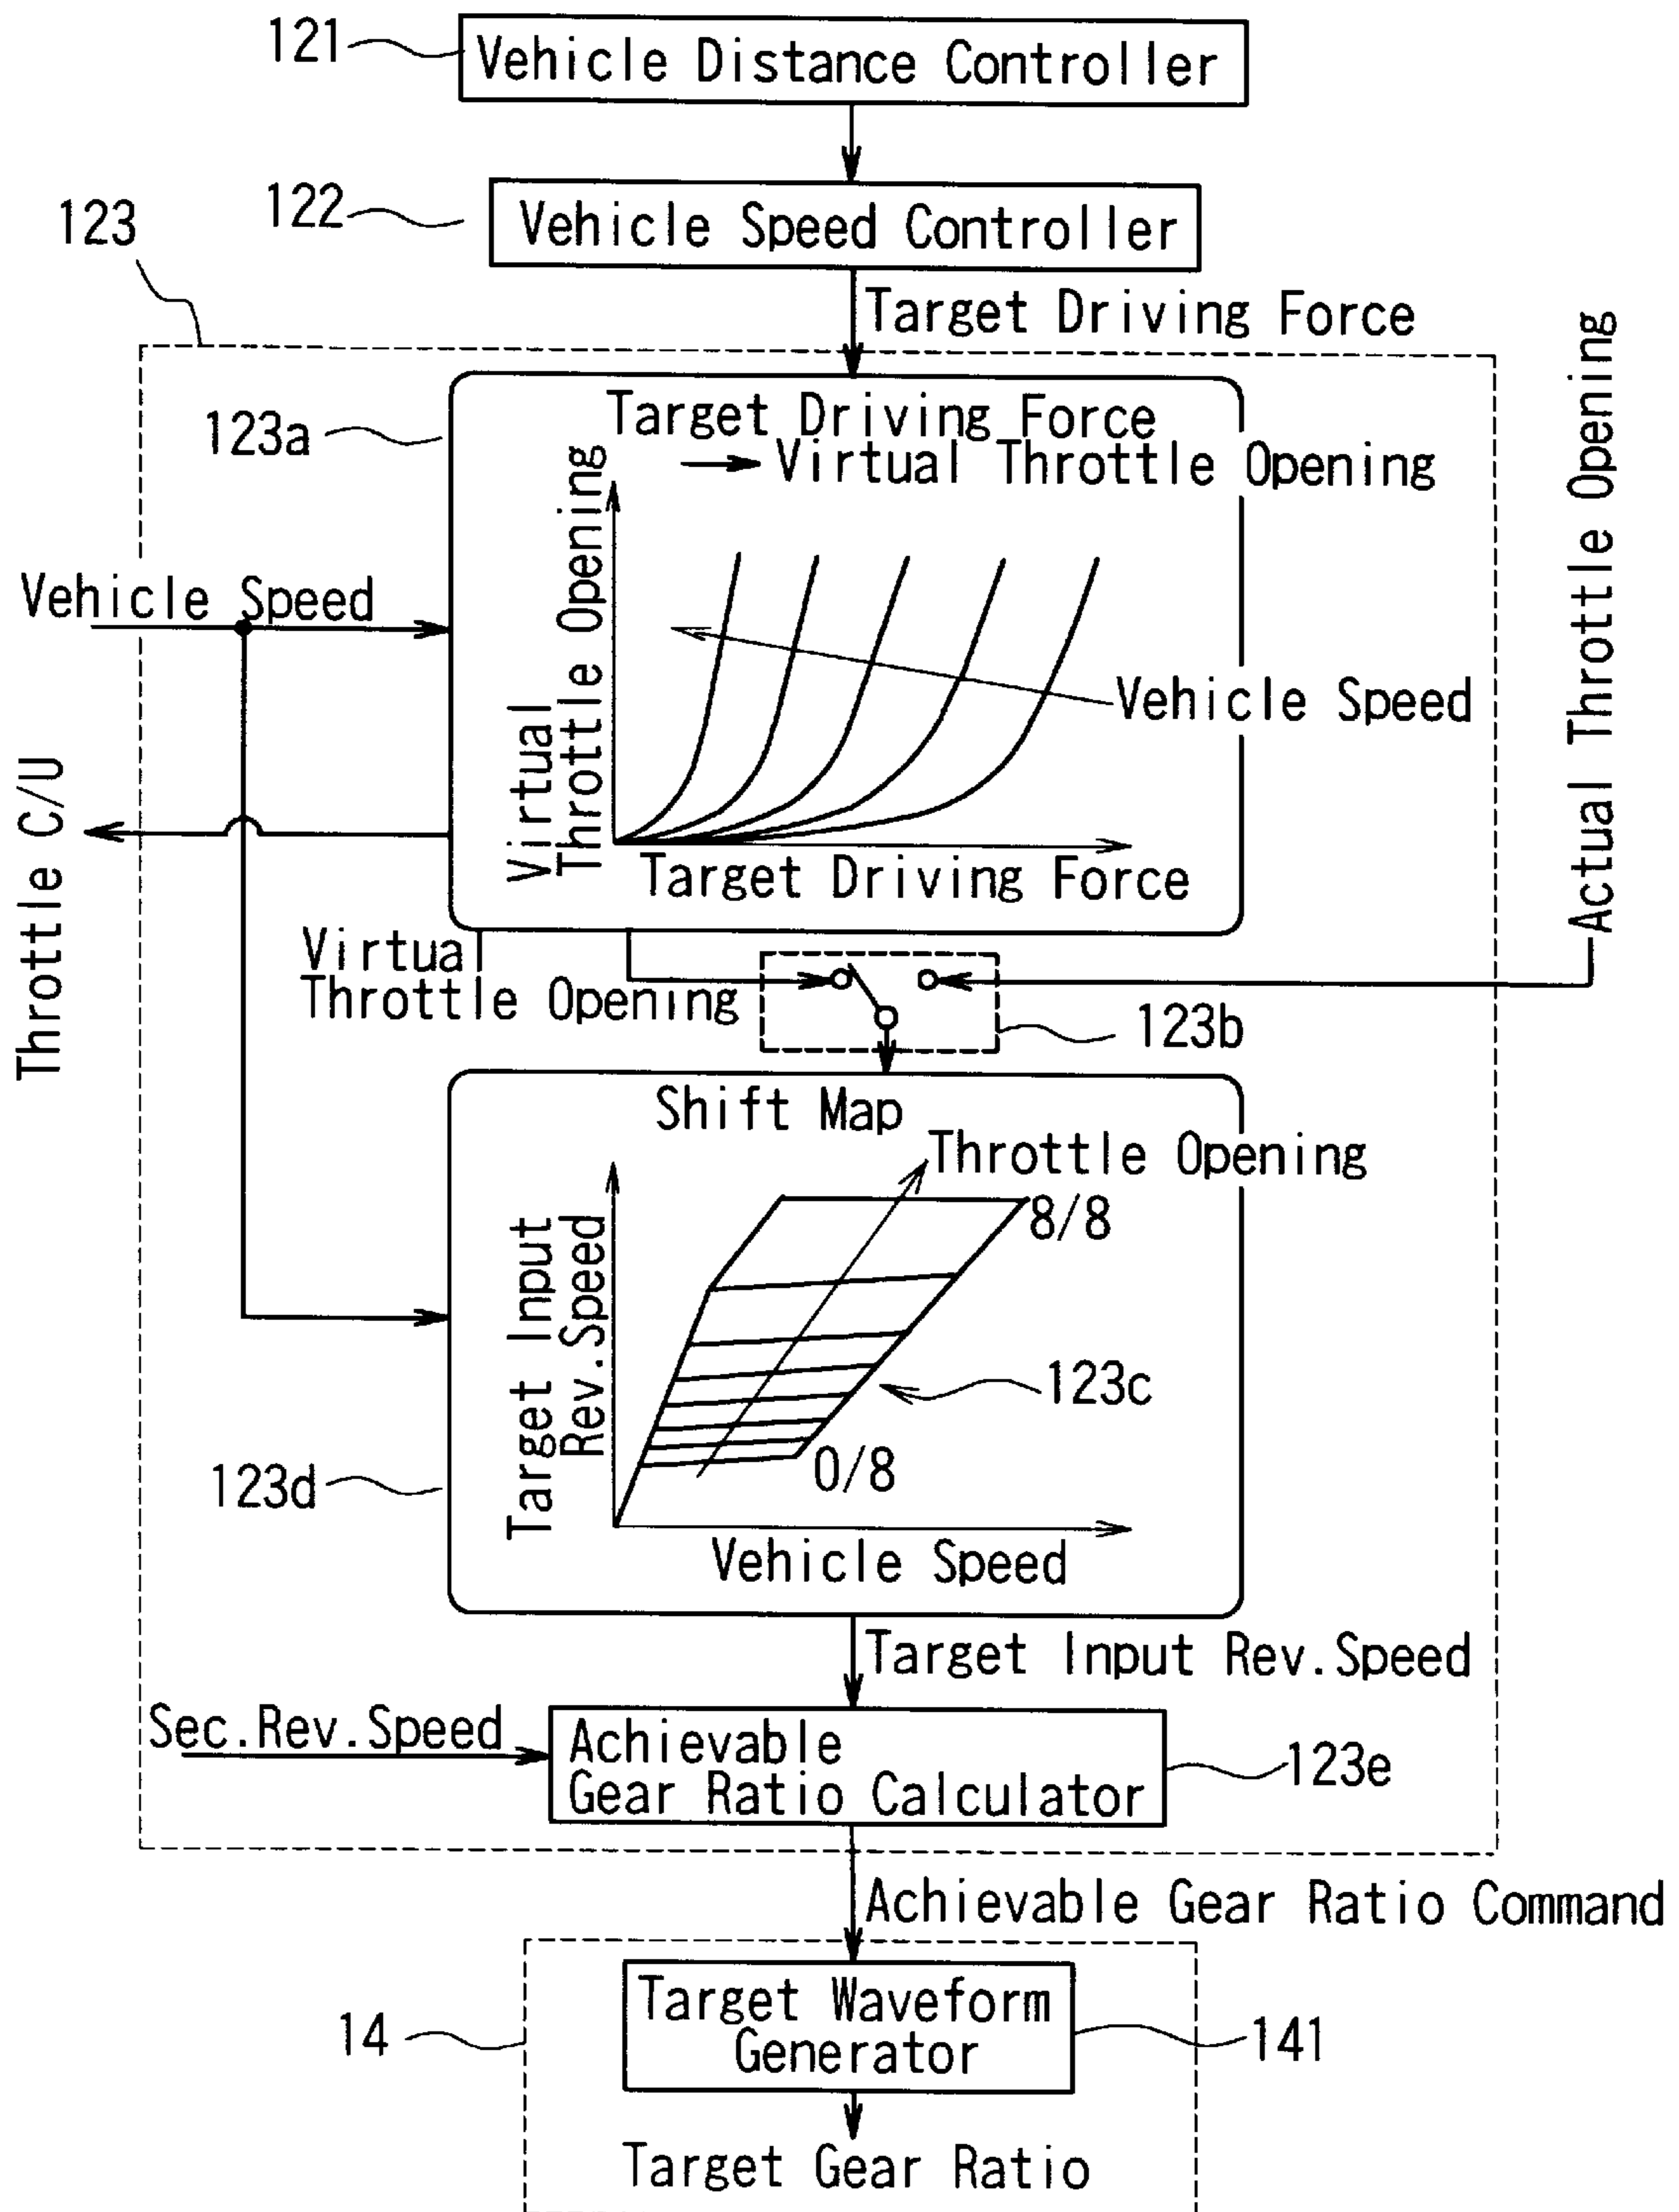 121
Vehicle Distance Controller
122
Vehicle Speed Controller
123
Target Driving Force
123a
Target Driving Force
Virtual Throttle Opening
Virtual
Throttle Opening
Vehicle Speed
Vehicle Speed
Target Driving Force
Actual Throttle Opening
Throttle C/U
Virtual
Throttle Opening
123b
Shift Map
Throttle Opening
8/8
Target Input
Rev.Speed
123c
0/8
123d
Vehicle Speed
Target Input Rev.Speed
Sec.Rev.Speed
Achievable
Gear Ratio Calculator
123e
Achievable Gear Ratio Command
14
Target Waveform
Generator
141
Target Gear Ratio